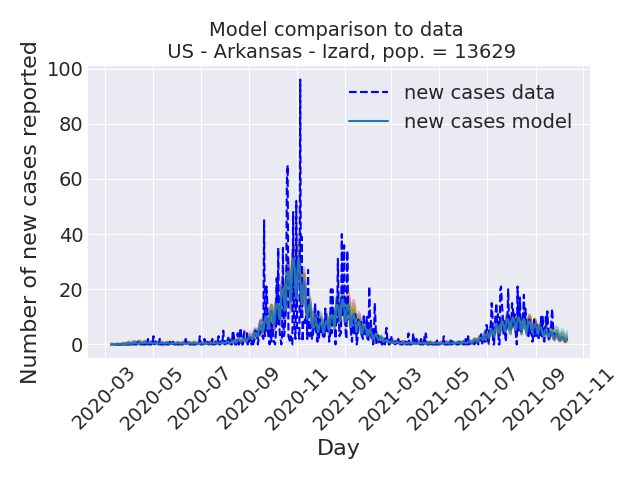 Model comparison to data
US - Arkansas - Izard, pop. = 13629
Number of new cases reported
100
80
60
40
20
0
new cases data
new cases model
2020-03
2020-05
2020-07
2020-09
2020-11
2021-01
2021-03
2021-05
2021-07
2021-09
2021-11
Day